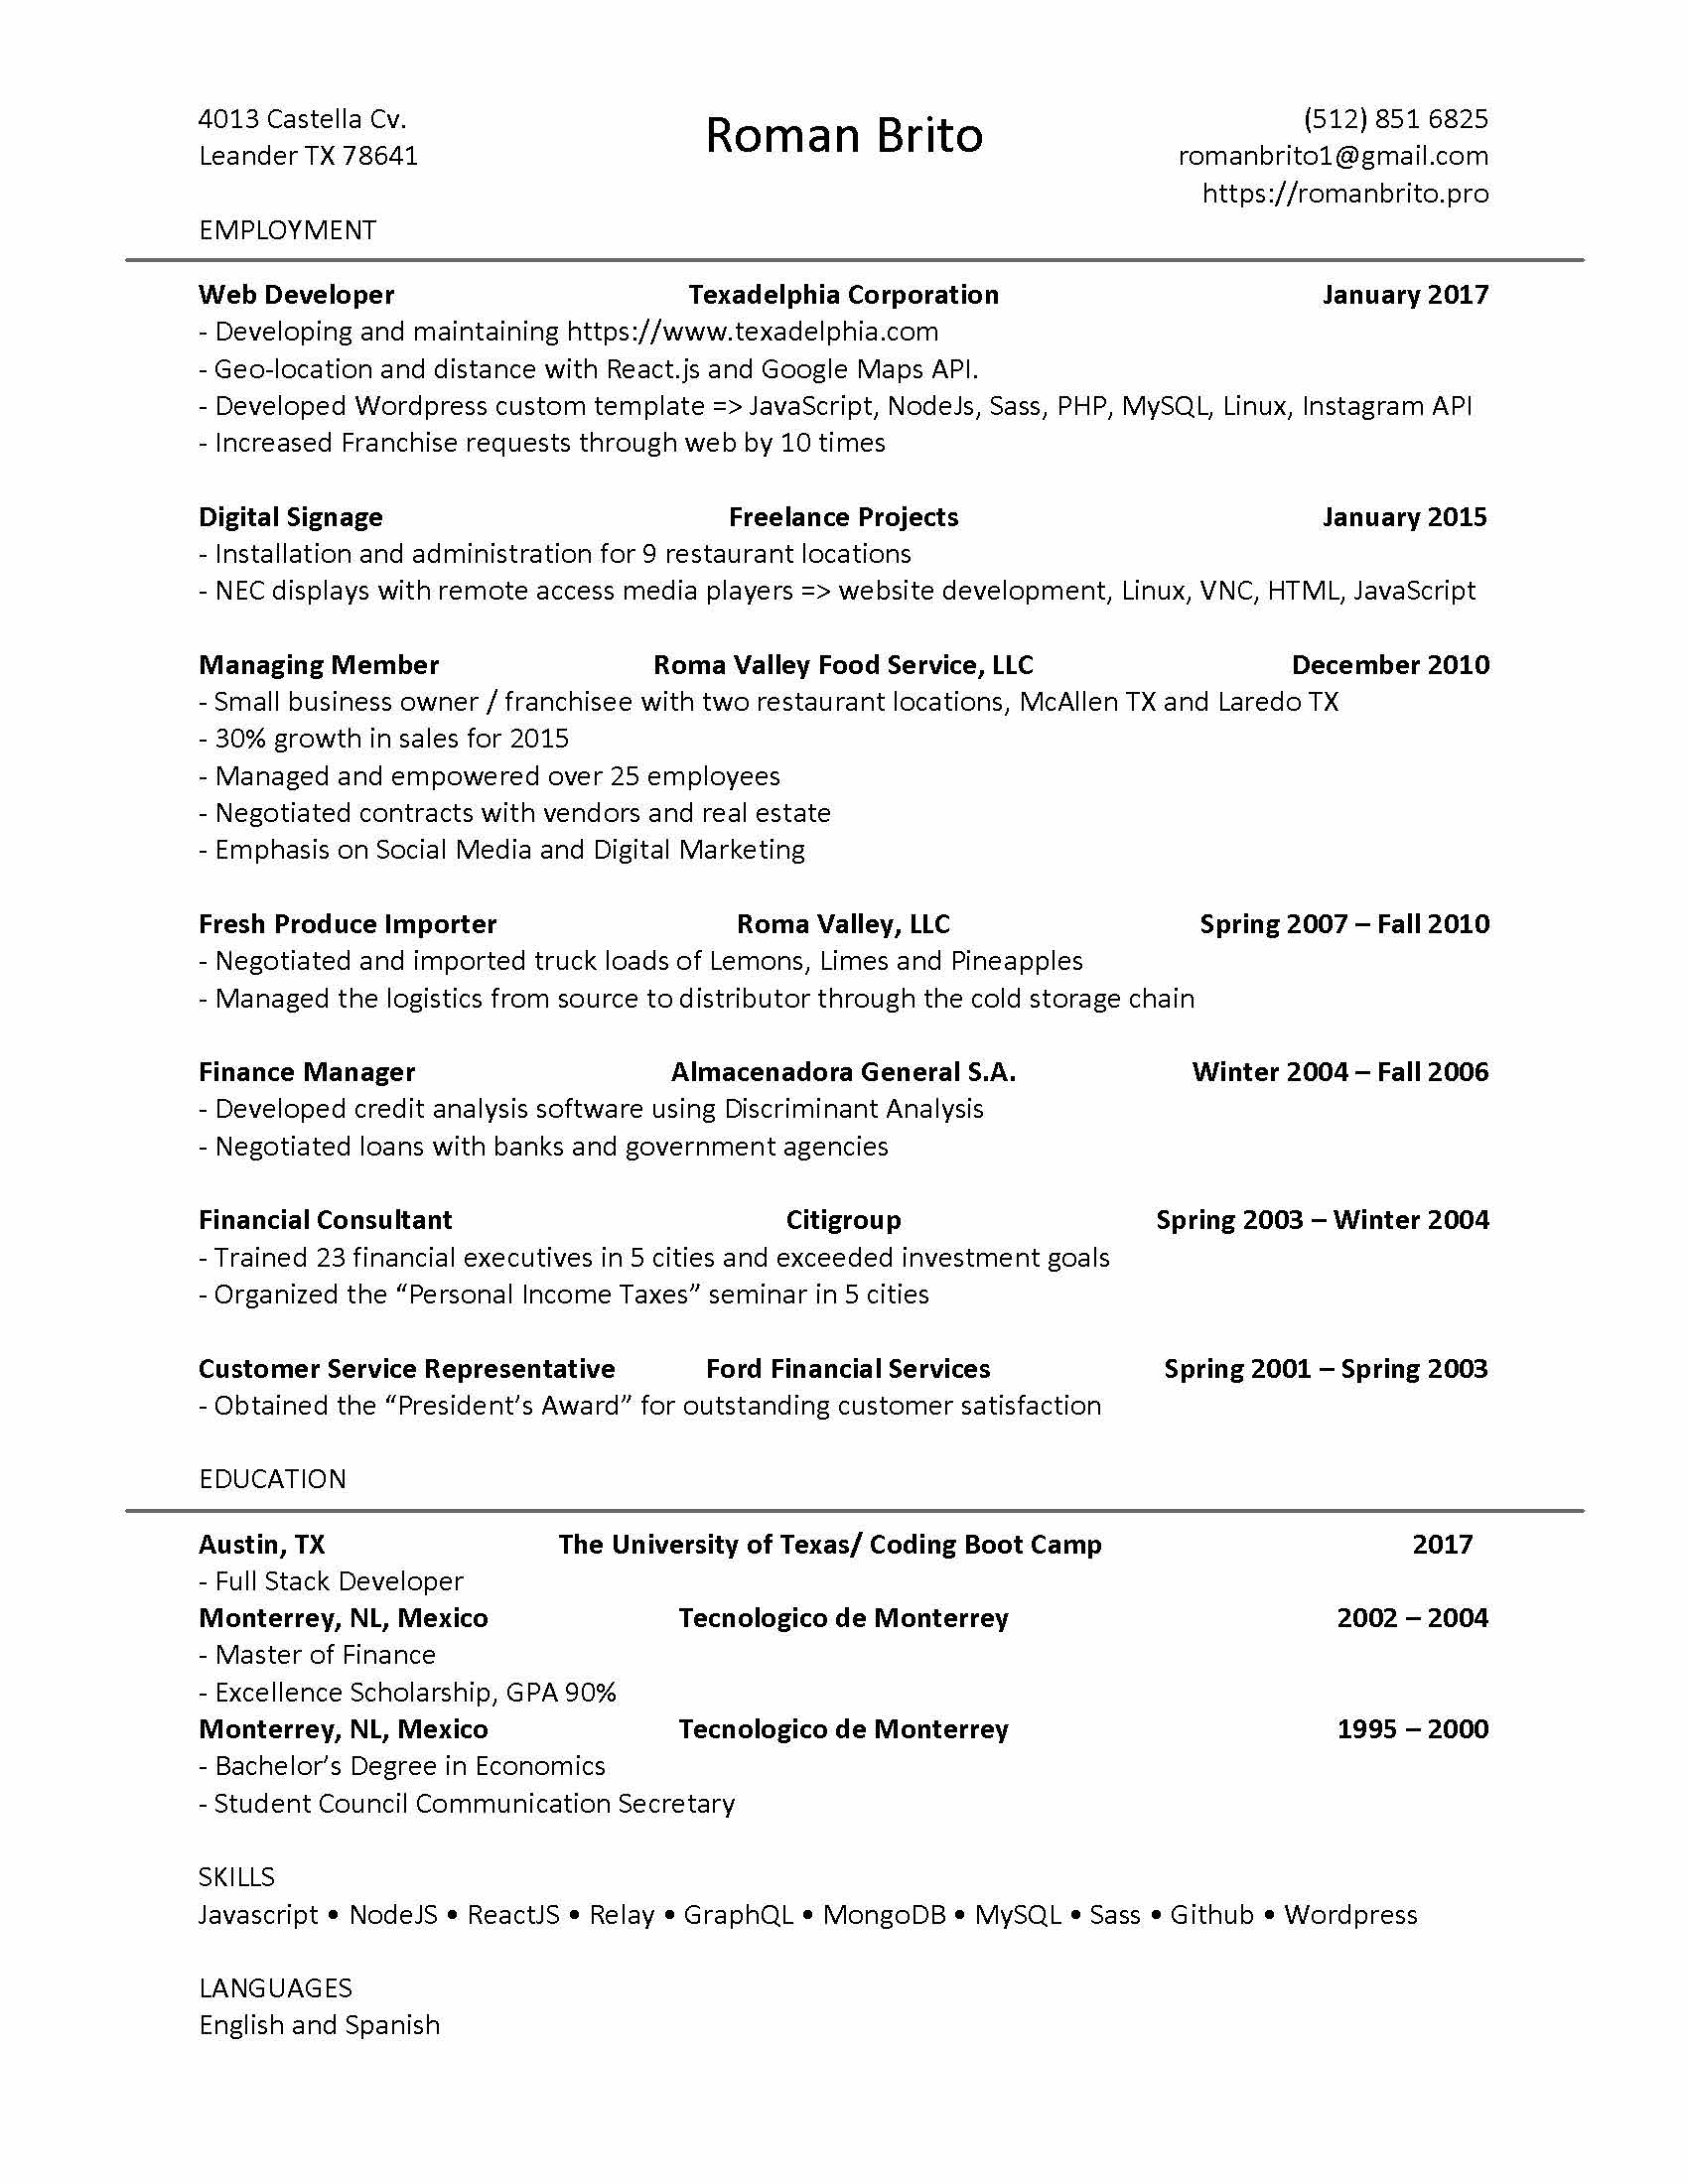 4013 Castella Cv. Roman Brito (512) 851 6825
Leander TX 78641 romanbrito1@gmail.com
https://romanbrito.pro
EMPLOYMENT
Web Developer Texadelphia Corporation January 2017
- Developing and maintaining https://www.texadelphia.com
- Geo-location and distance with React.js and Google Maps API.
- Developed Wordpress custom template => JavaScript, NodeJs, Sass, PHP, MySQL, Linux, Instagram API
- Increased Franchise requests through web by 10 times
Digital Signage Freelance Projects January 2015
- Installation and administration for 9 restaurant locations
- NEC displays with remote access media players => website development, Linux, VNC, HTML, JavaScript
Managing Member Roma Valley Food Service, LLC December 2010
- Small business owner / franchisee with two restaurant locations, McAllen TX and Laredo TX
- 30% growth in sales for 2015
- Managed and empowered over 25 employees
- Negotiated contracts with vendors and real estate
- Emphasis on Social Media and Digital Marketing
Fresh Produce Importer Roma Valley, LLC Spring 2007 – Fall 2010
- Negotiated and imported truck loads of Lemons, Limes and Pineapples
- Managed the logistics from source to distributor through the cold storage chain
Finance Manager Almacenadora General S.A. Winter 2004 – Fall 2006
- Developed credit analysis software using Discriminant Analysis
- Negotiated loans with banks and government agencies
Financial Consultant Citigroup Spring 2003 – Winter 2004
- Trained 23 financial executives in 5 cities and exceeded investment goals
- Organized the “Personal Income Taxes” seminar in 5 cities
Customer Service Representative Ford Financial Services Spring 2001 – Spring 2003
- Obtained the “President’s Award” for outstanding customer satisfaction
EDUCATION
Austin, TX The University of Texas/ Coding Boot Camp 2017
- Full Stack Developer
Monterrey, NL, Mexico Tecnologico de Monterrey 2002 – 2004
- Master of Finance
- Excellence Scholarship, GPA 90%
Monterrey, NL, Mexico Tecnologico de Monterrey 1995 – 2000
- Bachelor’s Degree in Economics
- Student Council Communication Secretary
SKILLS
Javascript • NodeJS • ReactJS • Relay • GraphQL • MongoDB • MySQL • Sass • Github • Wordpress
LANGUAGES
English and Spanish